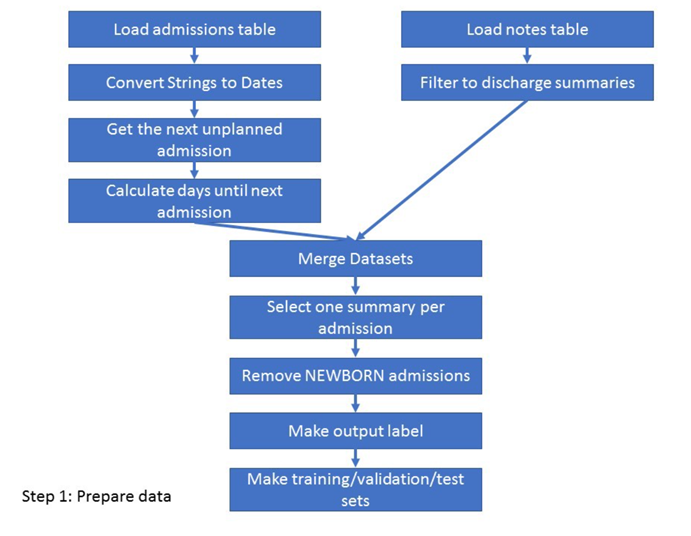 Load admissions table
Convert Strings to Dates
Get the next unplanned
admission
Calculate days until next
admission
Load notes table
Filter to discharge summaries
Merge Datasets
Select one summary per
admission
Remove NEWBORN admissions
Make output label
Make training/validation/test
sets
Step 1: Prepare data